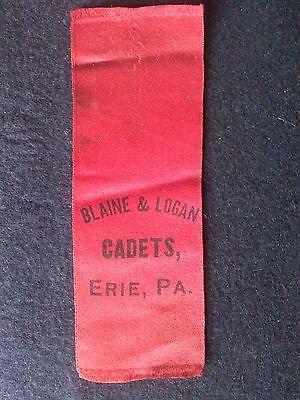 BLAINE & LOGAN
CADETS,
ERIE, PA.